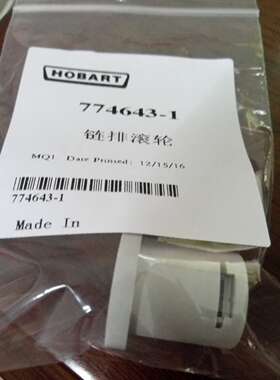 HOBART
774643-1
链排滚轮
MQ1 Date Printed: 12/15/16
774643-1
Made In